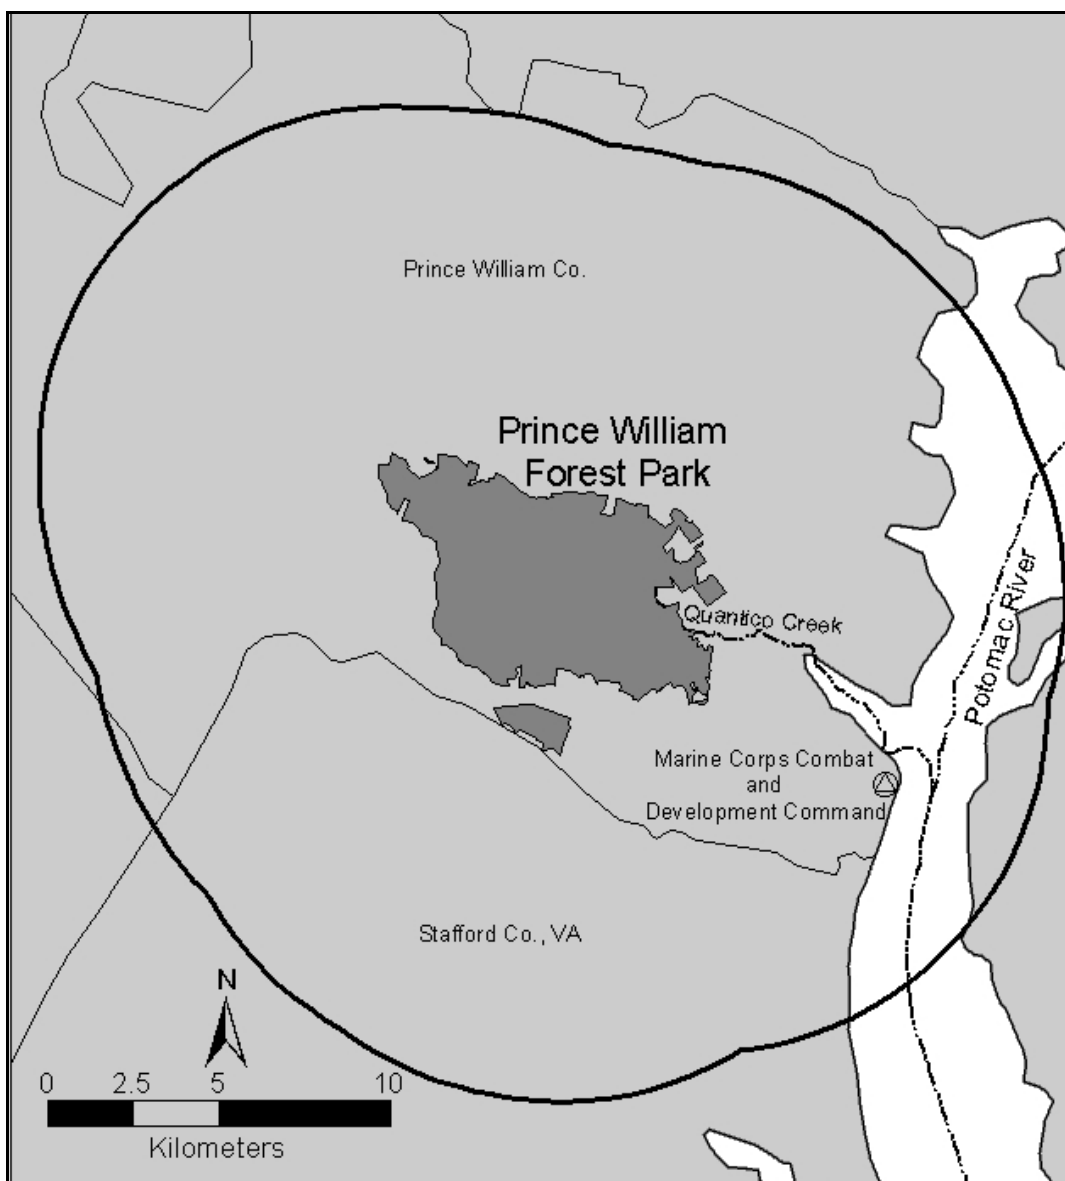 Prince William Co.
Prince William
Forest Park
Quantico Creek
Potomac River
Marine Corps Combat
and
Development Command
Stafford Co., VA
N
0 2.5 5 10
Kilometers